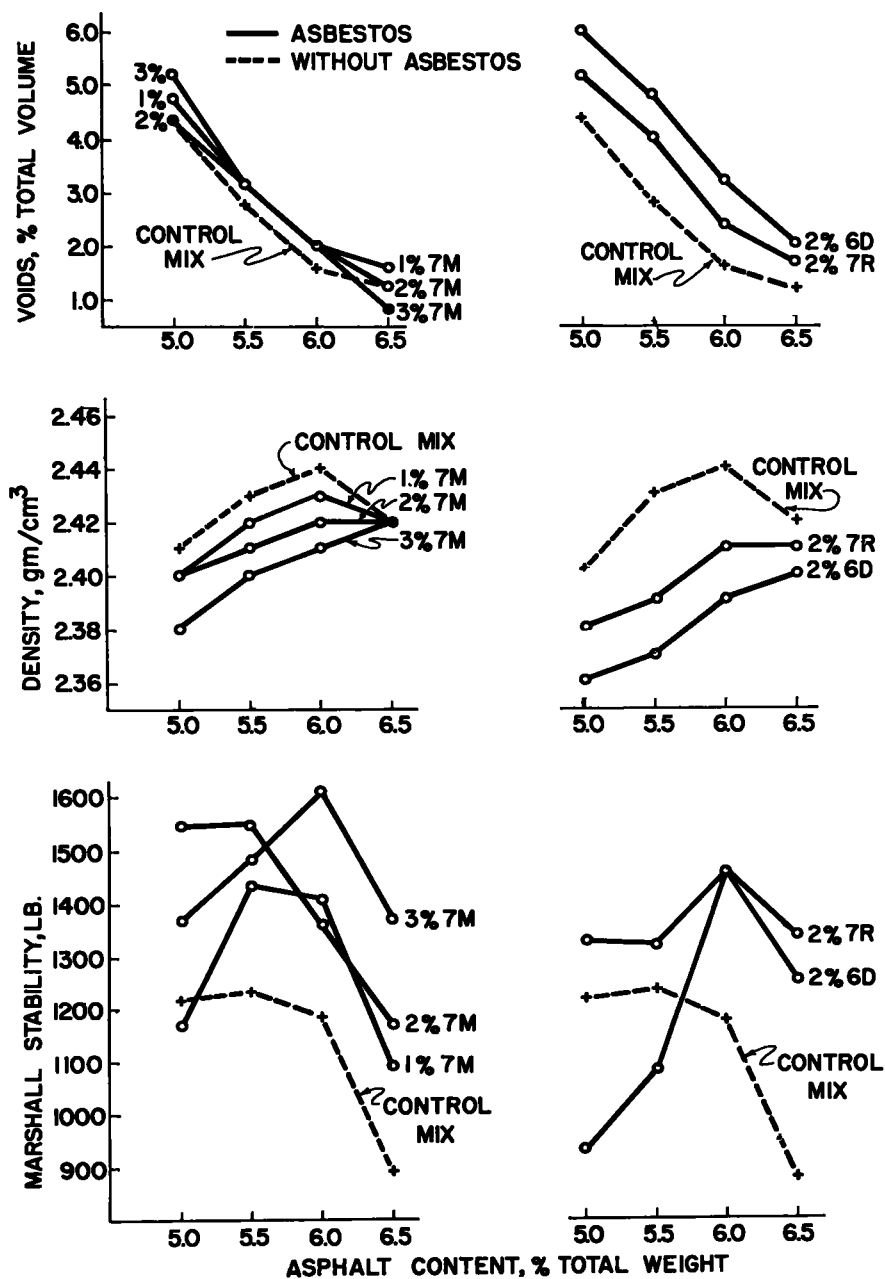 VOIDS, % TOTAL VOLUME
6.0
5.0
4.0
3.0
2.0
1.0
ASBESTOS
WITHOUT ASBESTOS
3%
1%
2%
CONTROL
MIX
1% 7M
2% 7M
3% 7M
5.0 5.5 6.0 6.5
CONTROL
MIX
2% 6D
2% 7R
5.0 5.5 6.0 6.5
DENSITY, gm/cm³
2.46
2.44
2.42
2.40
2.38
2.36
CONTROL MIX
1% 7M
2% 7M
3% 7M
5.0 5.5 6.0 6.5
CONTROL
MIX
2% 7R
2% 6D
5.0 5.5 6.0 6.5
MARSHALL STABILITY, LB.
1600
1500
1400
1300
1200
1100
1000
900
3% 7M
2% 7M
1% 7M
CONTROL
MIX
5.0 5.5 6.0 6.5
2% 7R
2% 6D
CONTROL
MIX
5.0 5.5 6.0 6.5
ASPHALT CONTENT, % TOTAL WEIGHT